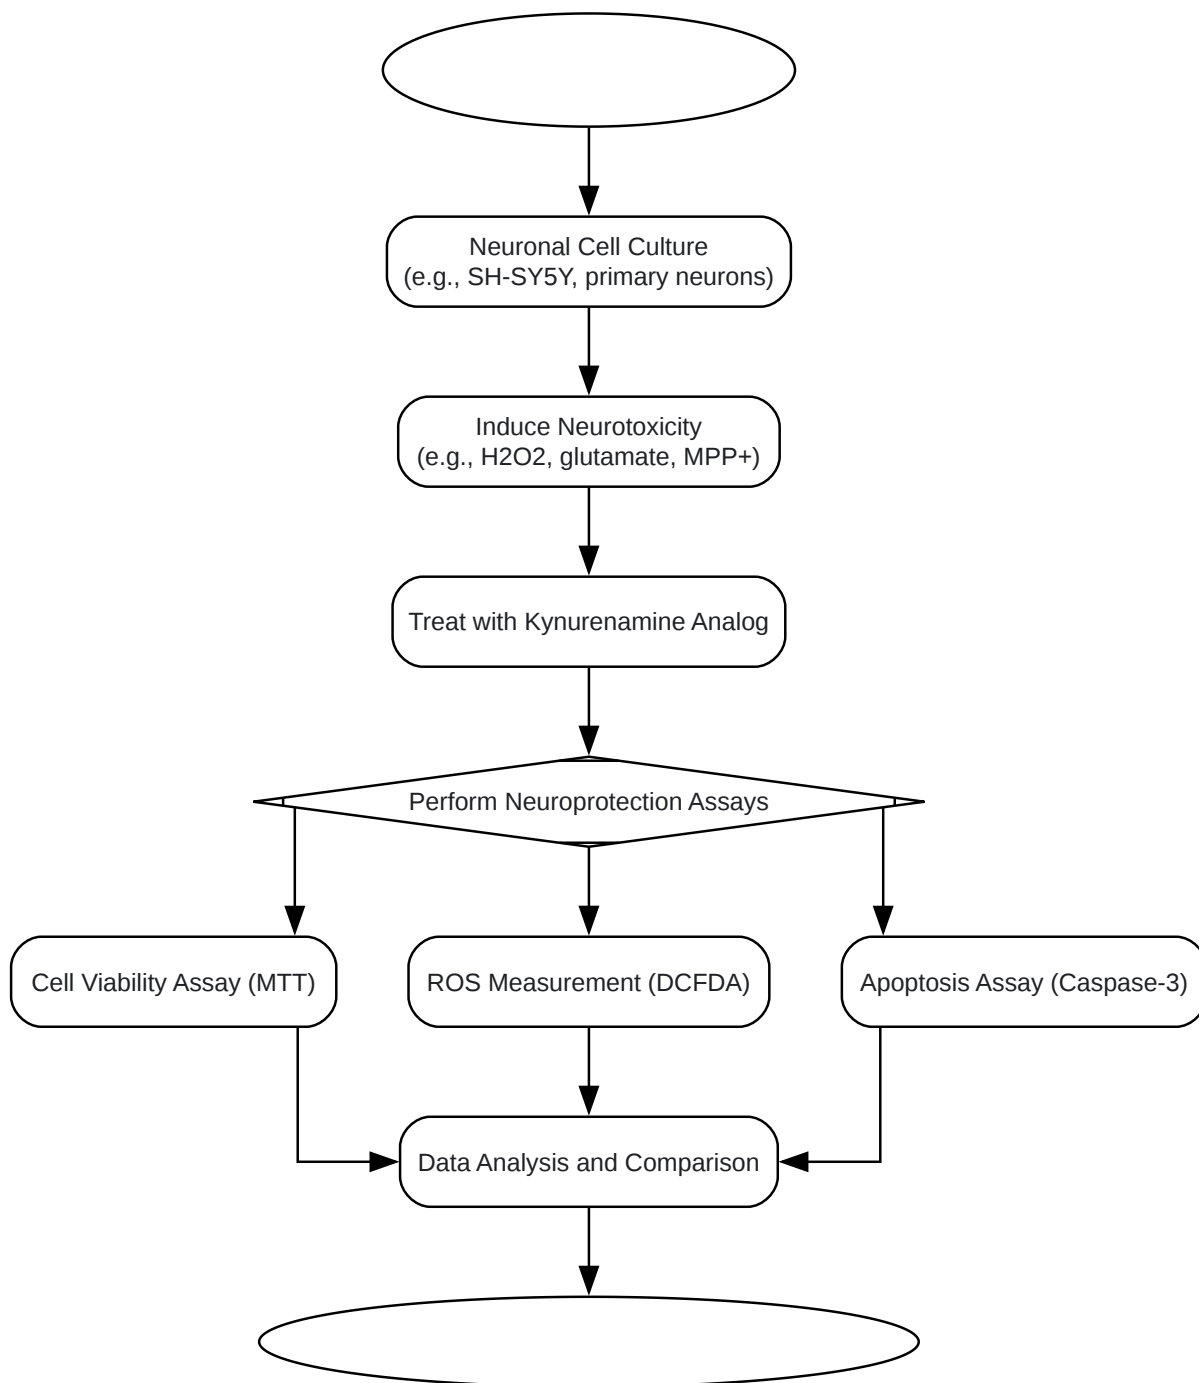 Neuronal Cell Culture
(e.g., SH-SY5Y, primary neurons)
Induce Neurotoxicity
(e.g., H2O2, glutamate, MPP+)
Treat with Kynurenamine Analog
Perform Neuroprotection Assays
Cell Viability Assay (MTT)
ROS Measurement (DCFDA)
Apoptosis Assay (Caspase-3)
Data Analysis and Comparison